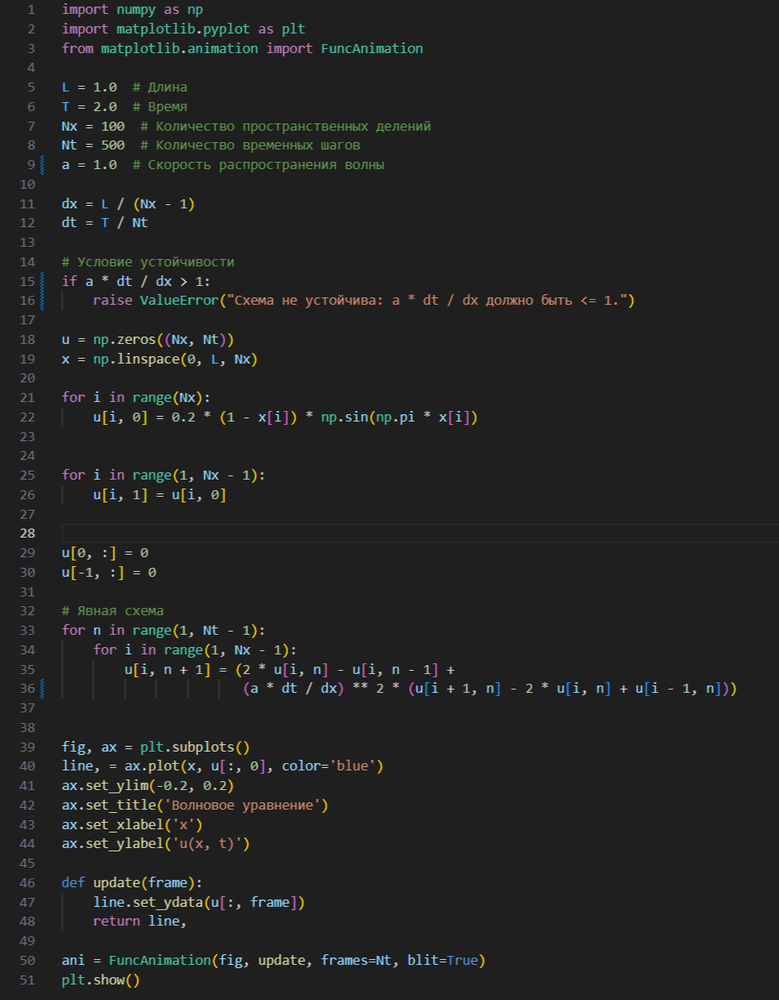 1 import numpy as np
2 import matplotlib.pyplot as plt
3 from matplotlib.animation import FuncAnimation
4
5 L = 1.0  # Длина
6 T = 2.0  # Время
7 Nx = 100  # Количество пространственных делений
8 Nt = 500  # Количество временных шагов
9 a = 1.0  # Скорость распространения волны
10
11 dx = L / (Nx - 1)
12 dt = T / Nt
13
14 # Условие устойчивости
15 if a * dt / dx > 1:
16     raise ValueError("Схема не устойчива: a * dt / dx должно быть <= 1.")
17
18 u = np.zeros((Nx, Nt))
19 x = np.linspace(0, L, Nx)
20
21 for i in range(Nx):
22     u[i, 0] = 0.2 * (1 - x[i]) * np.sin(np.pi * x[i])
23
24
25 for i in range(1, Nx - 1):
26     u[i, 1] = u[i, 0]
27
28
29 u[0, :] = 0
30 u[-1, :] = 0
31
32 # Явная схема
33 for n in range(1, Nt - 1):
34     for i in range(1, Nx - 1):
35         u[i, n + 1] = (2 * u[i, n] - u[i, n - 1] +
36                        (a * dt / dx) ** 2 * (u[i + 1, n] - 2 * u[i, n] + u[i - 1, n]))
37
38
39 fig, ax = plt.subplots()
40 line, = ax.plot(x, u[:, 0], color='blue')
41 ax.set_ylim(-0.2, 0.2)
42 ax.set_title('Волновое уравнение')
43 ax.set_xlabel('x')
44 ax.set_ylabel('u(x, t)')
45
46 def update(frame):
47     line.set_ydata(u[:, frame])
48     return line,
49
50 ani = FuncAnimation(fig, update, frames=Nt, blit=True)
51 plt.show()